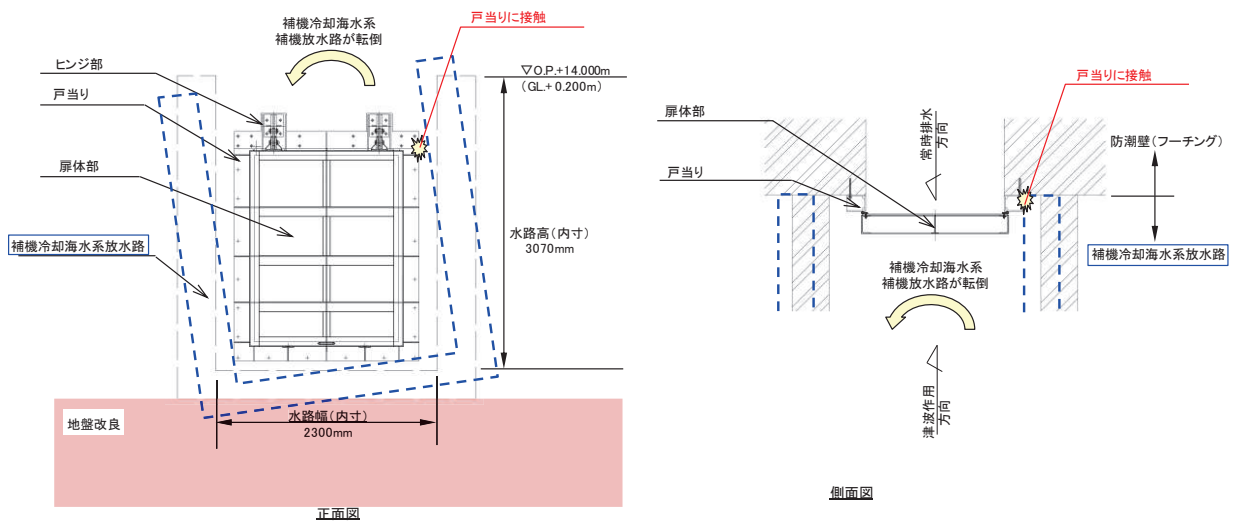 補機冷却海水系
補機放水路が転倒
戸当りに接触
ヒンジ部
戸当り
扉体部
補機冷却海水系放水路
▽O.P.+14.000m
(GL.+0.200m)
水路高(内寸)
3070mm
地盤改良
水路幅(内寸)
2300mm
正面図
戸当りに接触
扉体部
戸当り
常時排水
方向
防潮壁(フーチング)
補機冷却海水系放水路
補機冷却海水系
補機放水路が転倒
津波作用
方向
側面図